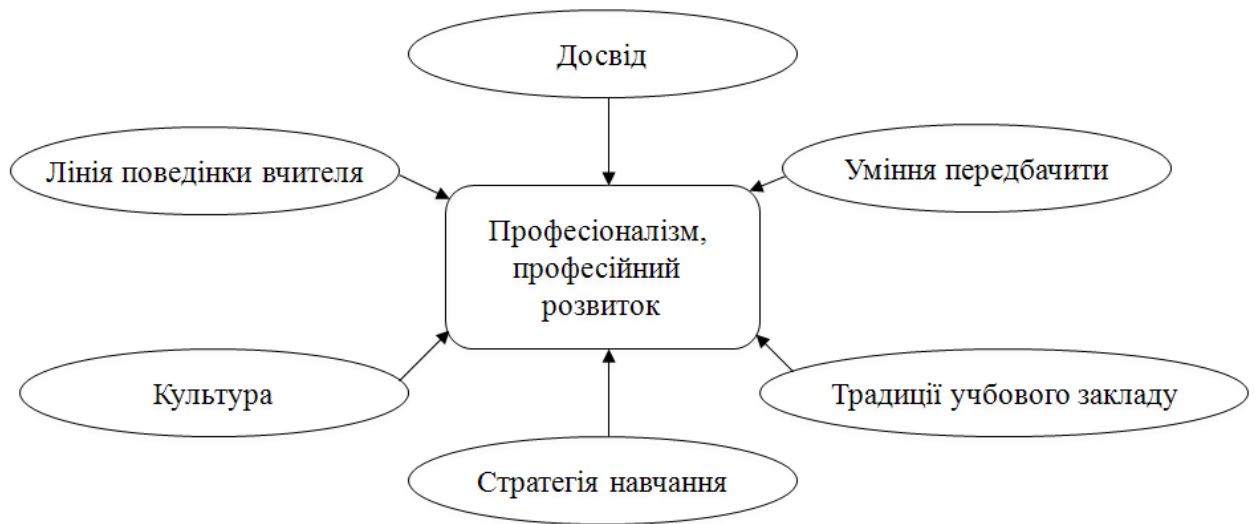 Досвід
Лінія поведінки вчителя
Уміння передбачити
Професіоналізм,
професійний
розвиток
Культура
Традиції учбового закладу
Стратегія навчання